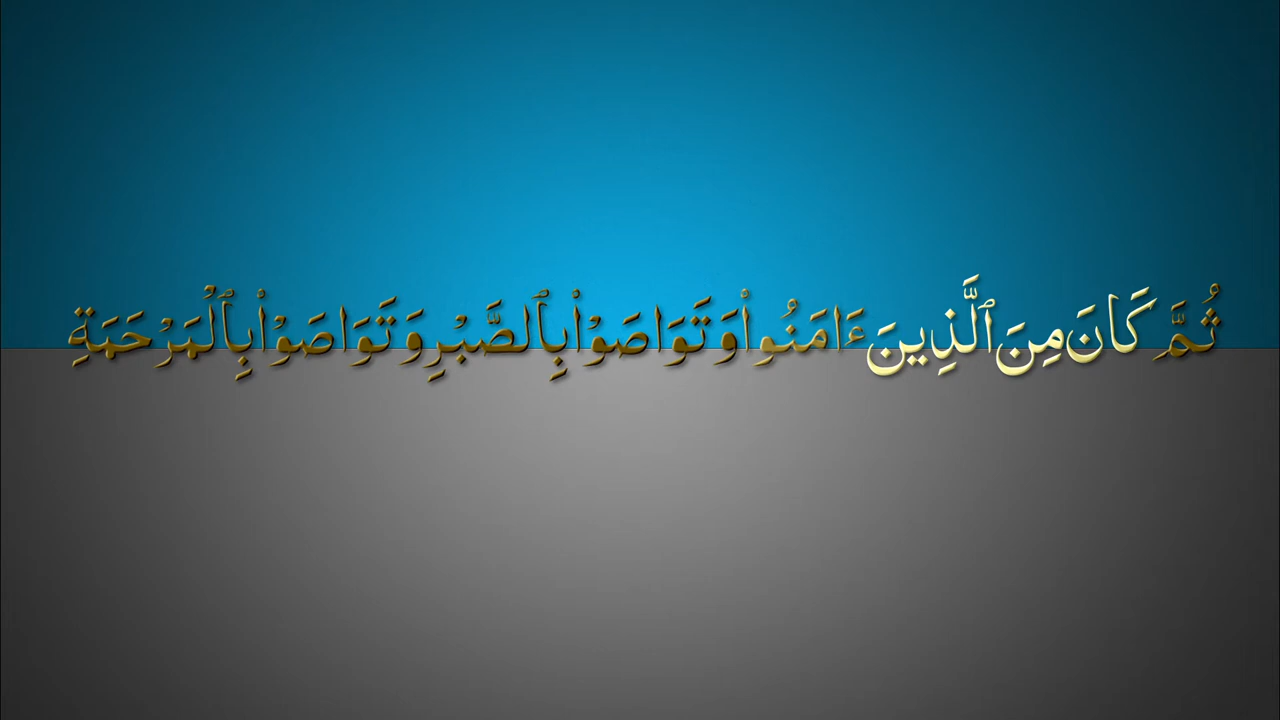 ثُمَّ كَانَ مِنَ ٱلَّذِينَ ءَامَنُوا۟ وَتَوَاصَوْا۟ بِٱلصَّبْرِ وَتَوَاصَوْا۟ بِٱلْمَرْحَمَةِ